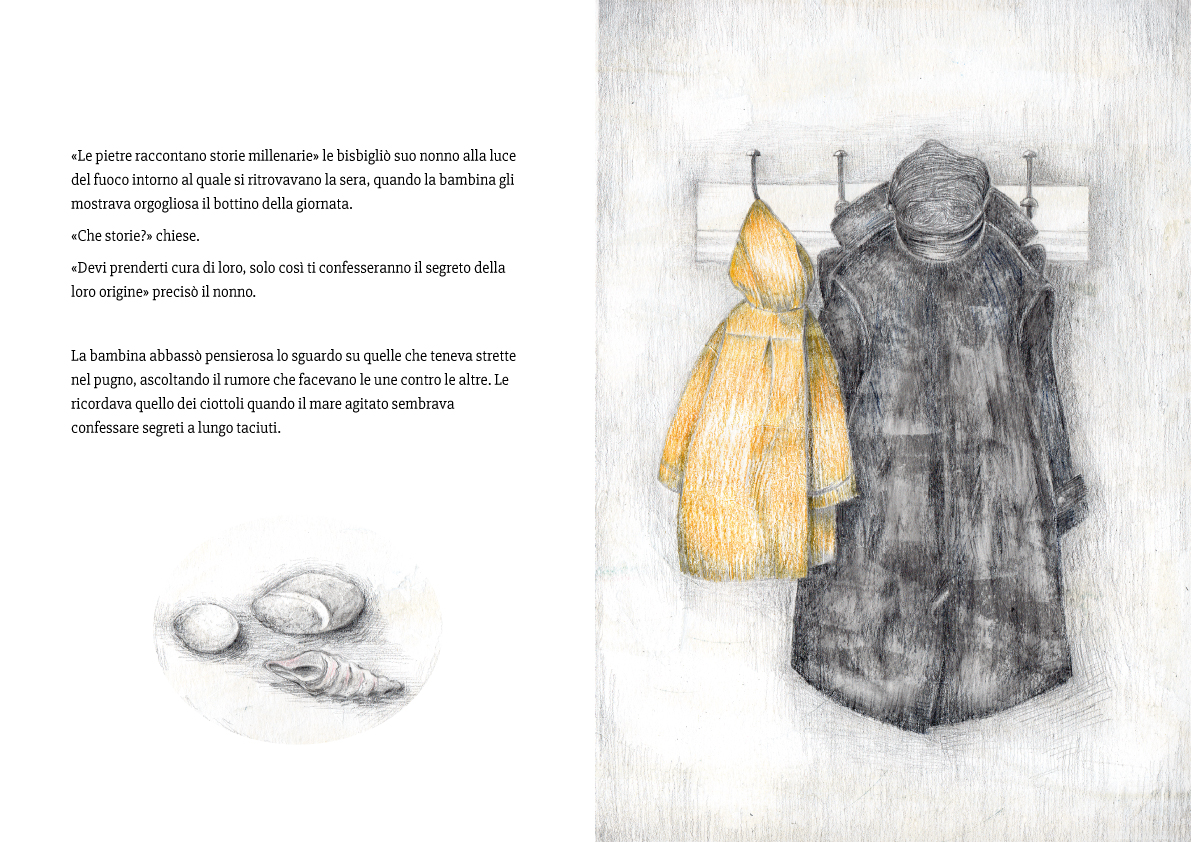 «Le pietre raccontano storie millenarie» le bisbigliò suo nonno alla luce
del fuoco intorno al quale si ritrovavano la sera, quando la bambina gli
mostrava orgogliosa il bottino della giornata.
«Che storie?» chiese.
«Devi prenderti cura di loro, solo così ti confesseranno il segreto della
loro origine» precisò il nonno.
La bambina abbassò pensierosa lo sguardo su quelle che teneva strette
nel pugno, ascoltando il rumore che facevano le une contro le altre. Le
ricordava quello dei ciottoli quando il mare agitato sembrava
confessare segreti a lungo taciuti.